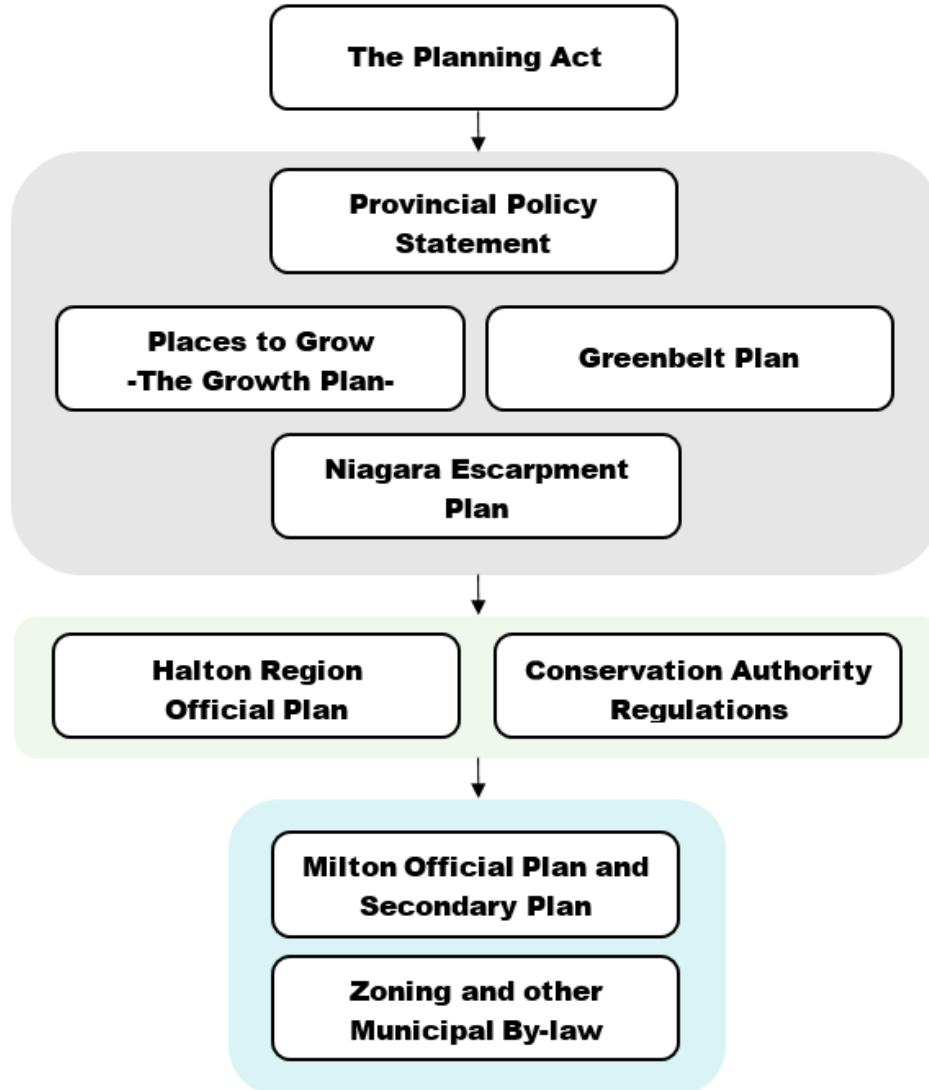 The Planning Act
Provincial Policy
Statement
Places to Grow
-The Growth Plan-
Greenbelt Plan
Niagara Escarpment
Plan
Halton Region
Official Plan
Conservation Authority
Regulations
Milton Official Plan and
Secondary Plan
Zoning and other
Municipal By-law